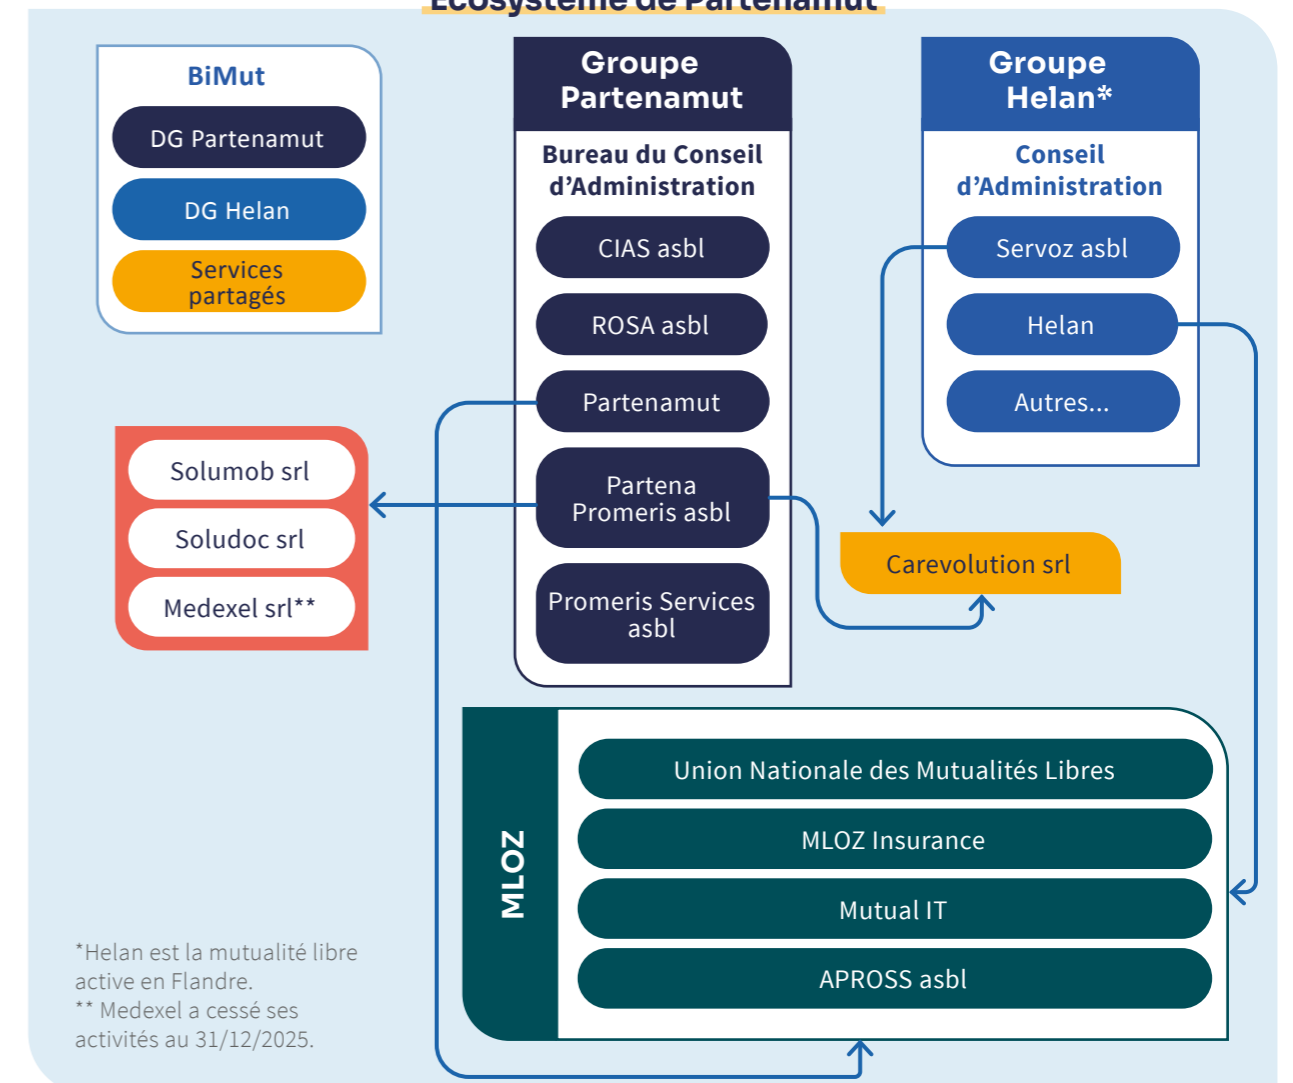 Ecosystème de Partenamut
BiMut
DG Partenamut
DG Helan
Services
partagés
Groupe
Partenamut
Bureau du Conseil
d’Administration
CIAS asbl
ROSA asbl
Partenamut
Partena
Promeris asbl
Promeris Services
asbl
Groupe
Helan*
Conseil
d’Administration
Servoz asbl
Helan
Autres...
Solumob srl
Soludoc srl
Medexel srl**
Carevolution srl
MLOZ
Union Nationale des Mutualités Libres
MLOZ Insurance
Mutual IT
APROSS asbl
*Helan est la mutualité libre
active en Flandre.
** Medexel a cessé ses
activités au 31/12/2025.